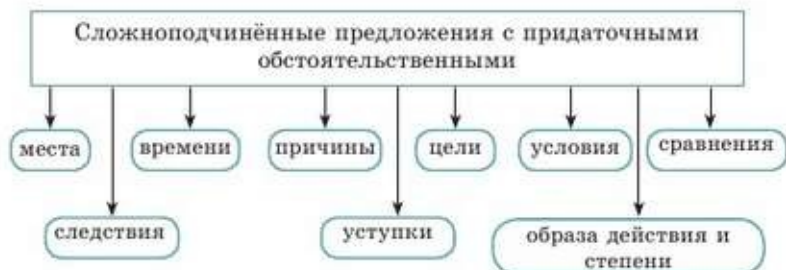 Сложноподчинённые предложения с придаточными
обстоятельственными
места
времени
причины
цели
условия
сравнения
следствия
уступки
образа действия и
степени